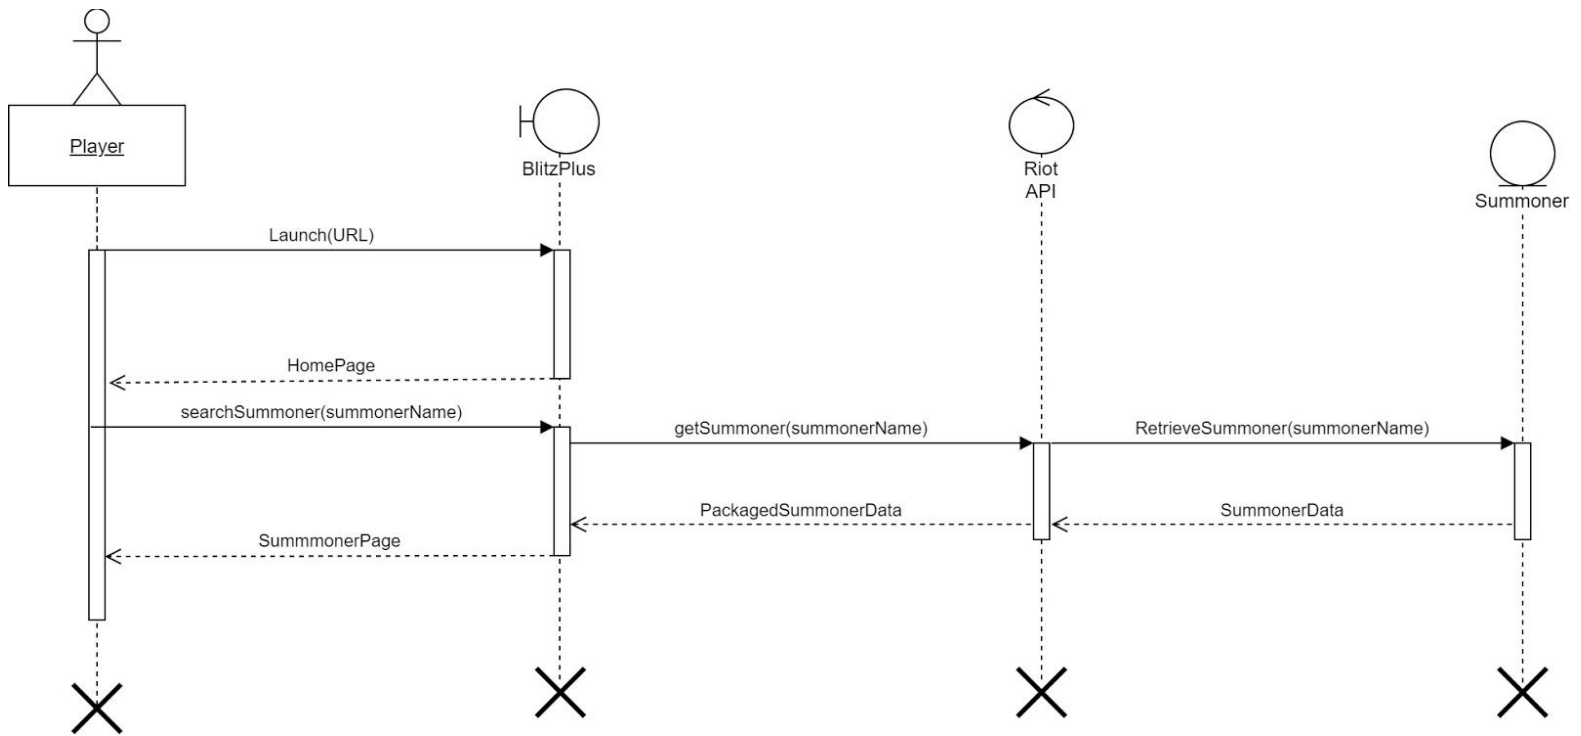 Player
BlitzPlus
Riot
API
Summoner
Launch(URL)
HomePage
searchSummoner(summonerName)
getSummoner(summonerName)
RetrieveSummoner(summonerName)
PackagedSummonerData
SummonerData
SummmonerPage